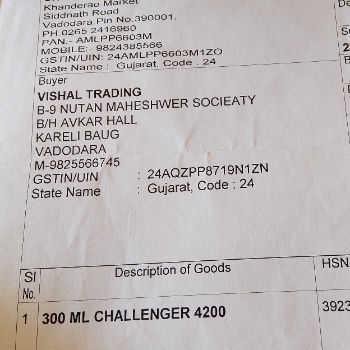 Khanderao Market
Siddnath Road
Vadodara.Pin No.390001.
PH.0265 2416960
PAN.- AMLPP6603M
MOBILE:- 9824385566
GSTIN/UIN: 24AMLPP6603M1ZO
State Name : Gujarat, Code : 24
Buyer
VISHAL TRADING
B-9 NUTAN MAHESHWER SOCIEATY
B/H AVKAR HALL
KARELI BAUG
VADODARA
M-9825566745
GSTIN/UIN : 24AQZPP8719N1ZN
State Name : Gujarat, Code : 24
Sl No. Description of Goods HSN
1 300 ML CHALLENGER 4200 3923